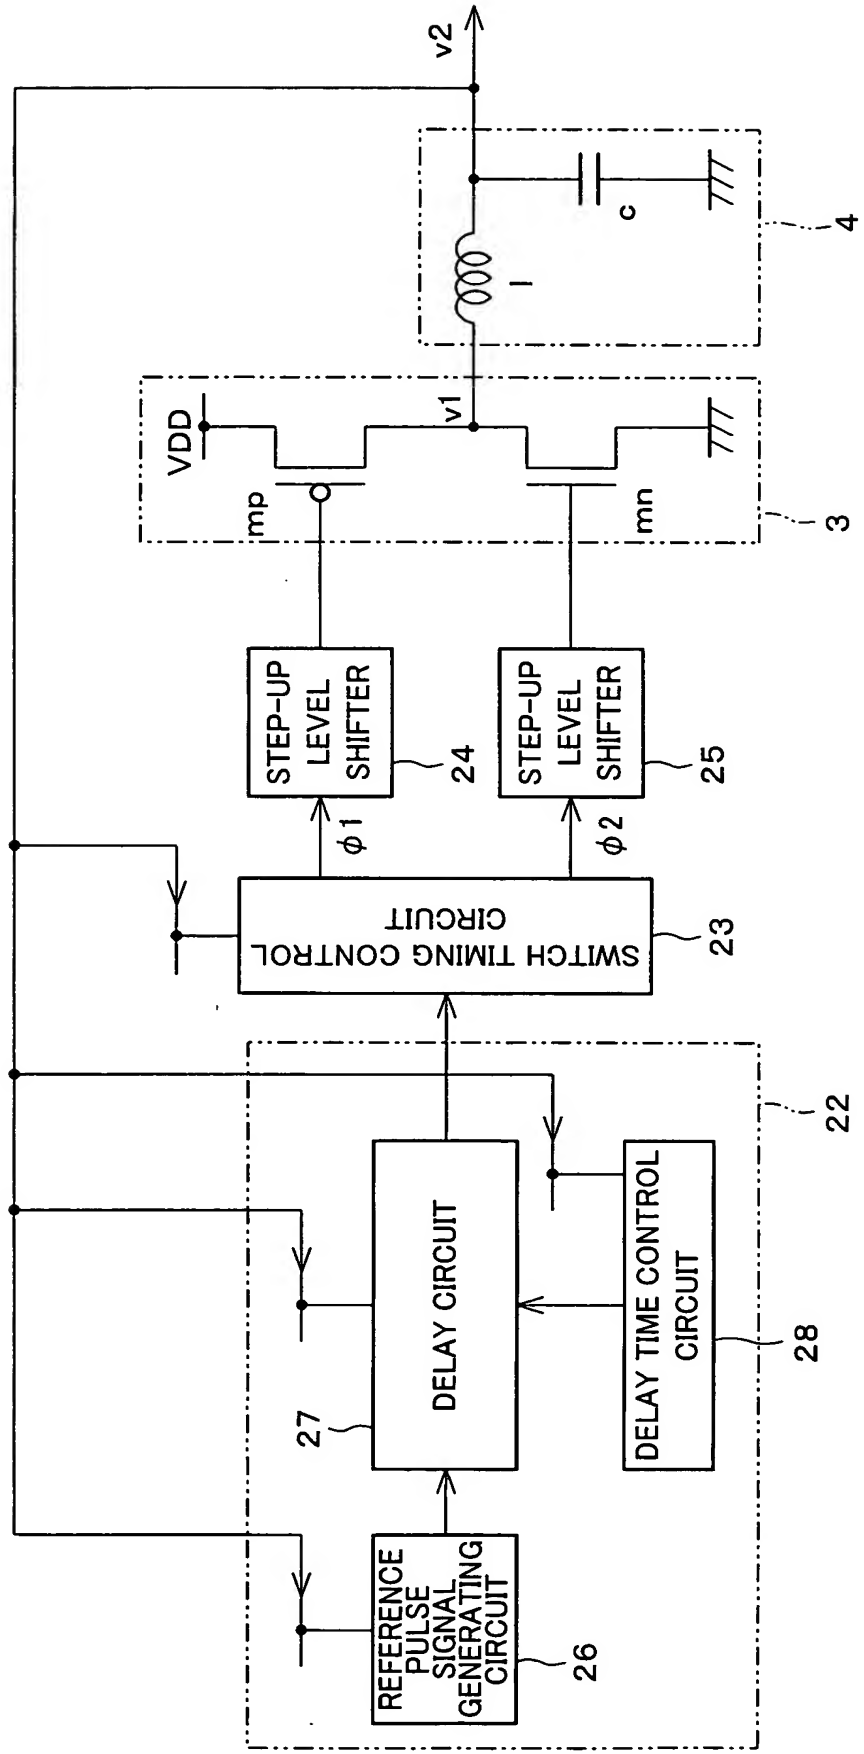 v2
VDD
v1
l
c
mp
mn
4
3
STEP-UP
LEVEL
SHIFTER
24
STEP-UP
LEVEL
SHIFTER
25
φ1
φ2
SWITCH TIMING CONTROL
CIRCUIT
23
22
DELAY CIRCUIT
27
DELAY TIME CONTROL
CIRCUIT
28
REFERENCE
PULSE
SIGNAL
GENERATING
CIRCUIT
26